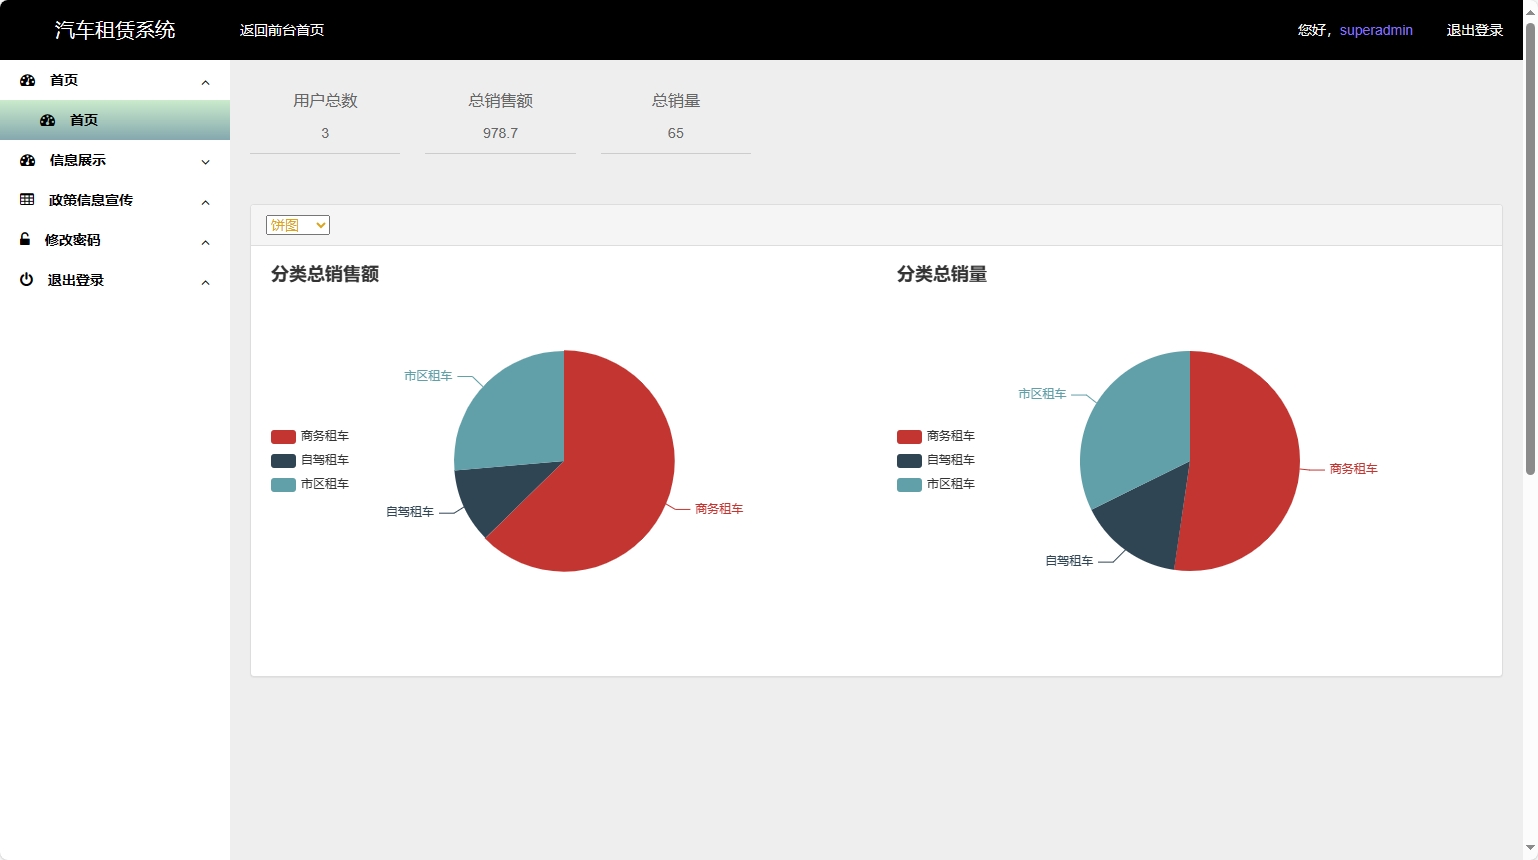 汽车租赁系统
返回前台首页
您好，superadmin
退出登录
首页
首页
信息展示
政策信息宣传
修改密码
退出登录
用户总数
3
总销售额
978.7
总销量
65
饼图
分类总销售额
商务租车
自驾租车
市区租车
市区租车
自驾租车
商务租车
分类总销量
商务租车
自驾租车
市区租车
市区租车
商务租车
自驾租车